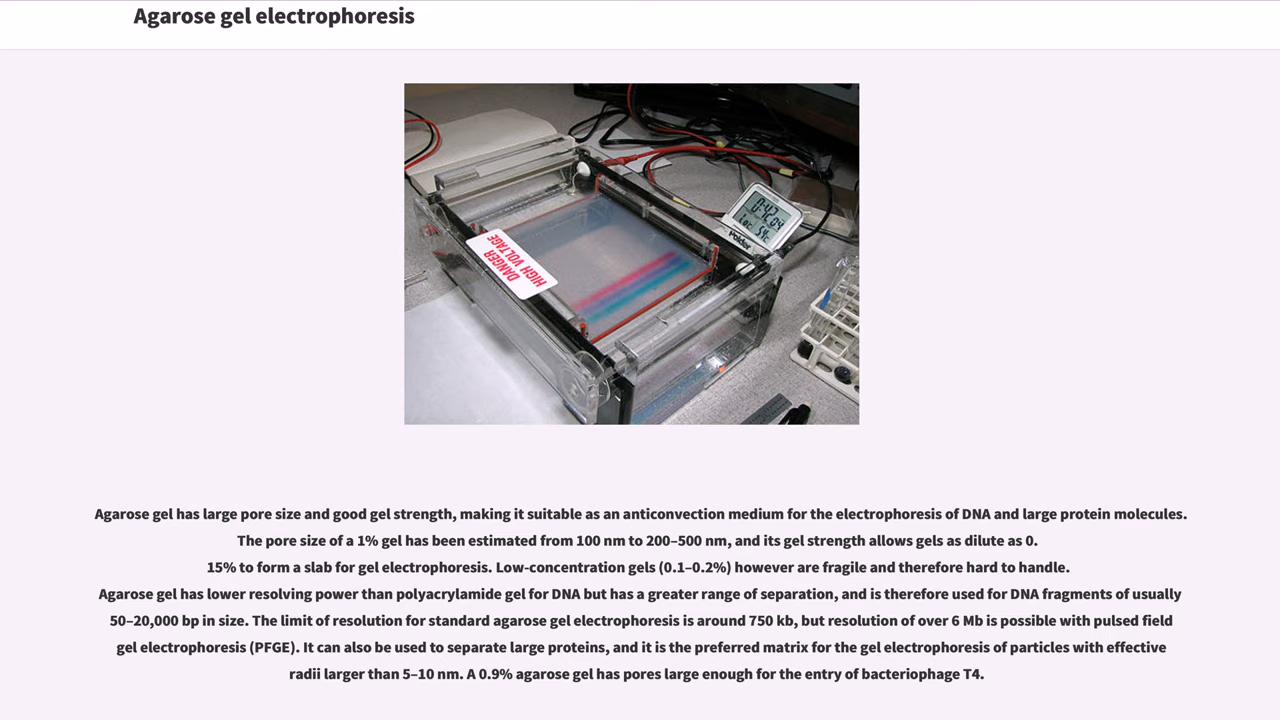 Agarose gel electrophoresis
DANGER
HIGH VOLTAGE
Polder
Agarose gel has large pore size and good gel strength, making it suitable as an anticonvection medium for the electrophoresis of DNA and large protein molecules.
The pore size of a 1% gel has been estimated from 100 nm to 200–500 nm, and its gel strength allows gels as dilute as 0.
15% to form a slab for gel electrophoresis. Low-concentration gels (0.1–0.2%) however are fragile and therefore hard to handle.
Agarose gel has lower resolving power than polyacrylamide gel for DNA but has a greater range of separation, and is therefore used for DNA fragments of usually
50–20,000 bp in size. The limit of resolution for standard agarose gel electrophoresis is around 750 kb, but resolution of over 6 Mb is possible with pulsed field
gel electrophoresis (PFGE). It can also be used to separate large proteins, and it is the preferred matrix for the gel electrophoresis of particles with effective
radii larger than 5–10 nm. A 0.9% agarose gel has pores large enough for the entry of bacteriophage T4.